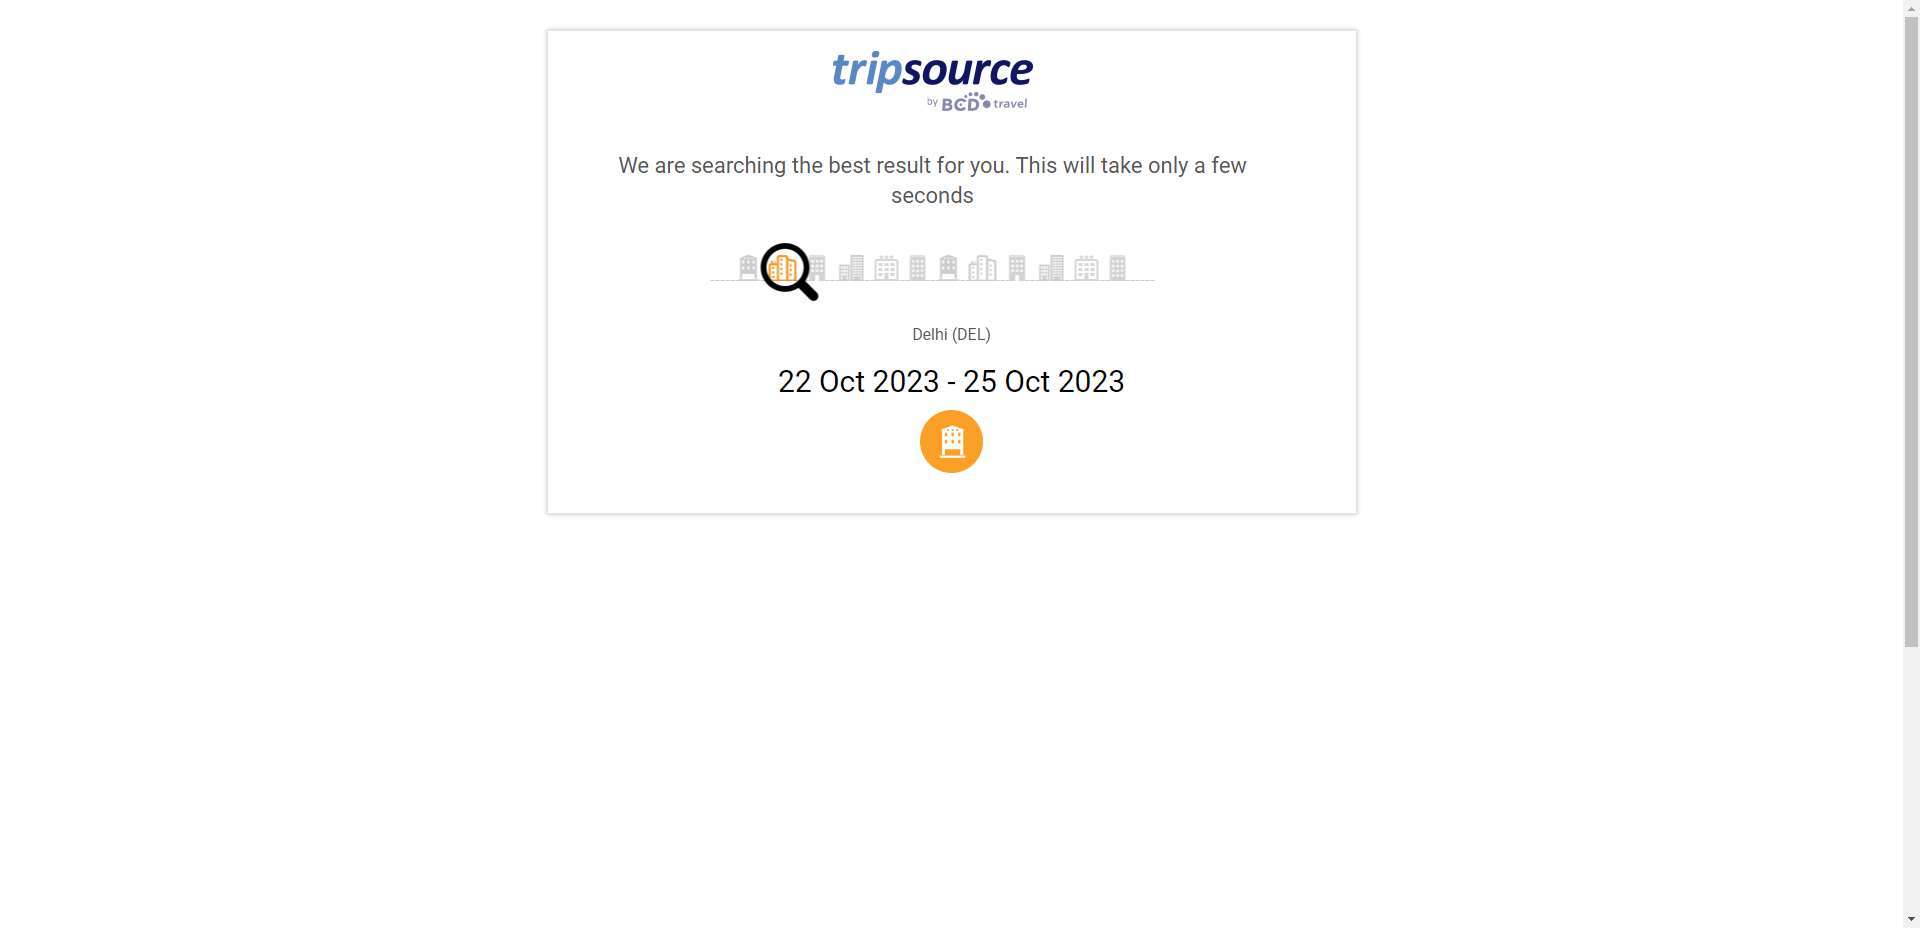 tripsource
by BCD travel
We are searching the best result for you. This will take only a few
seconds
Delhi (DEL)
22 Oct 2023 - 25 Oct 2023